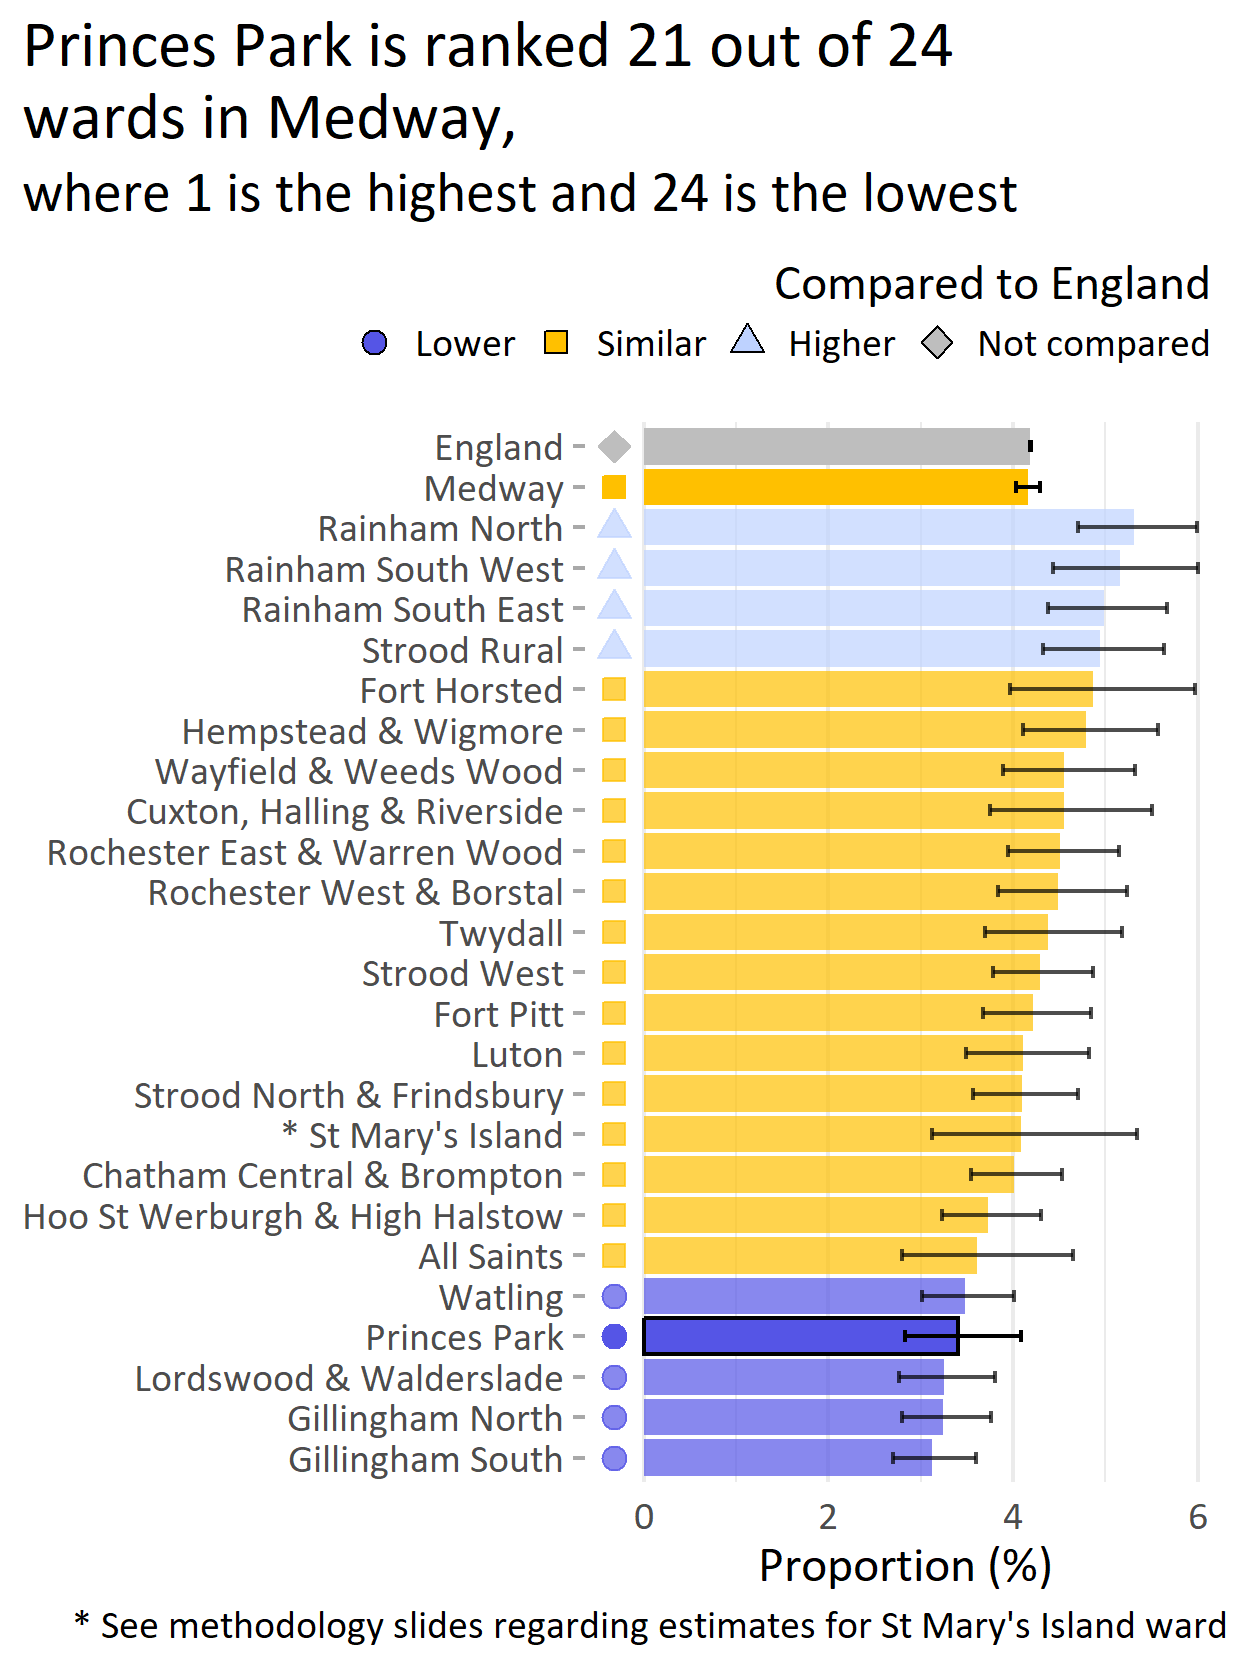 Princes Park is ranked 21 out of 24
wards in Medway,
where 1 is the highest and 24 is the lowest
Compared to England
Lower Similar Higher Not compared
England
Medway
Rainham North
Rainham South West
Rainham South East
Strood Rural
Fort Horsted
Hempstead & Wigmore
Wayfield & Weeds Wood
Cuxton, Halling & Riverside
Rochester East & Warren Wood
Rochester West & Borstal
Twydall
Strood West
Fort Pitt
Luton
Strood North & Frindsbury
* St Mary's Island
Chatham Central & Brompton
Hoo St Werburgh & High Halstow
All Saints
Watling
Princes Park
Lordswood & Walderslade
Gillingham North
Gillingham South
0 2 4 6
Proportion (%)
* See methodology slides regarding estimates for St Mary's Island ward